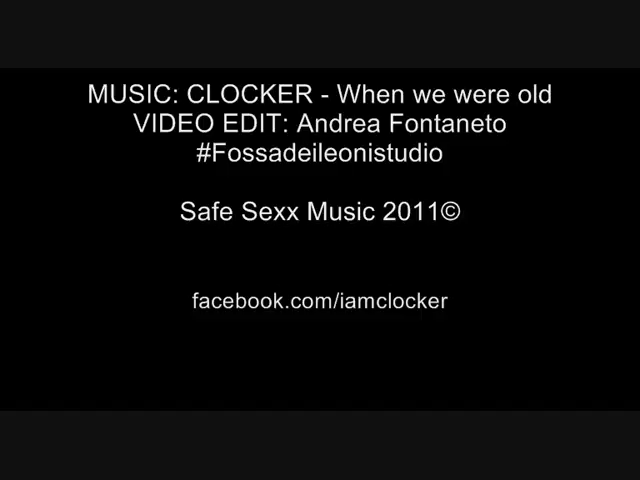 MUSIC: CLOCKER - When we were old
VIDEO EDIT: Andrea Fontaneto
#Fossadeileonistudio
Safe Sexx Music 2011©
facebook.com/iamclocker